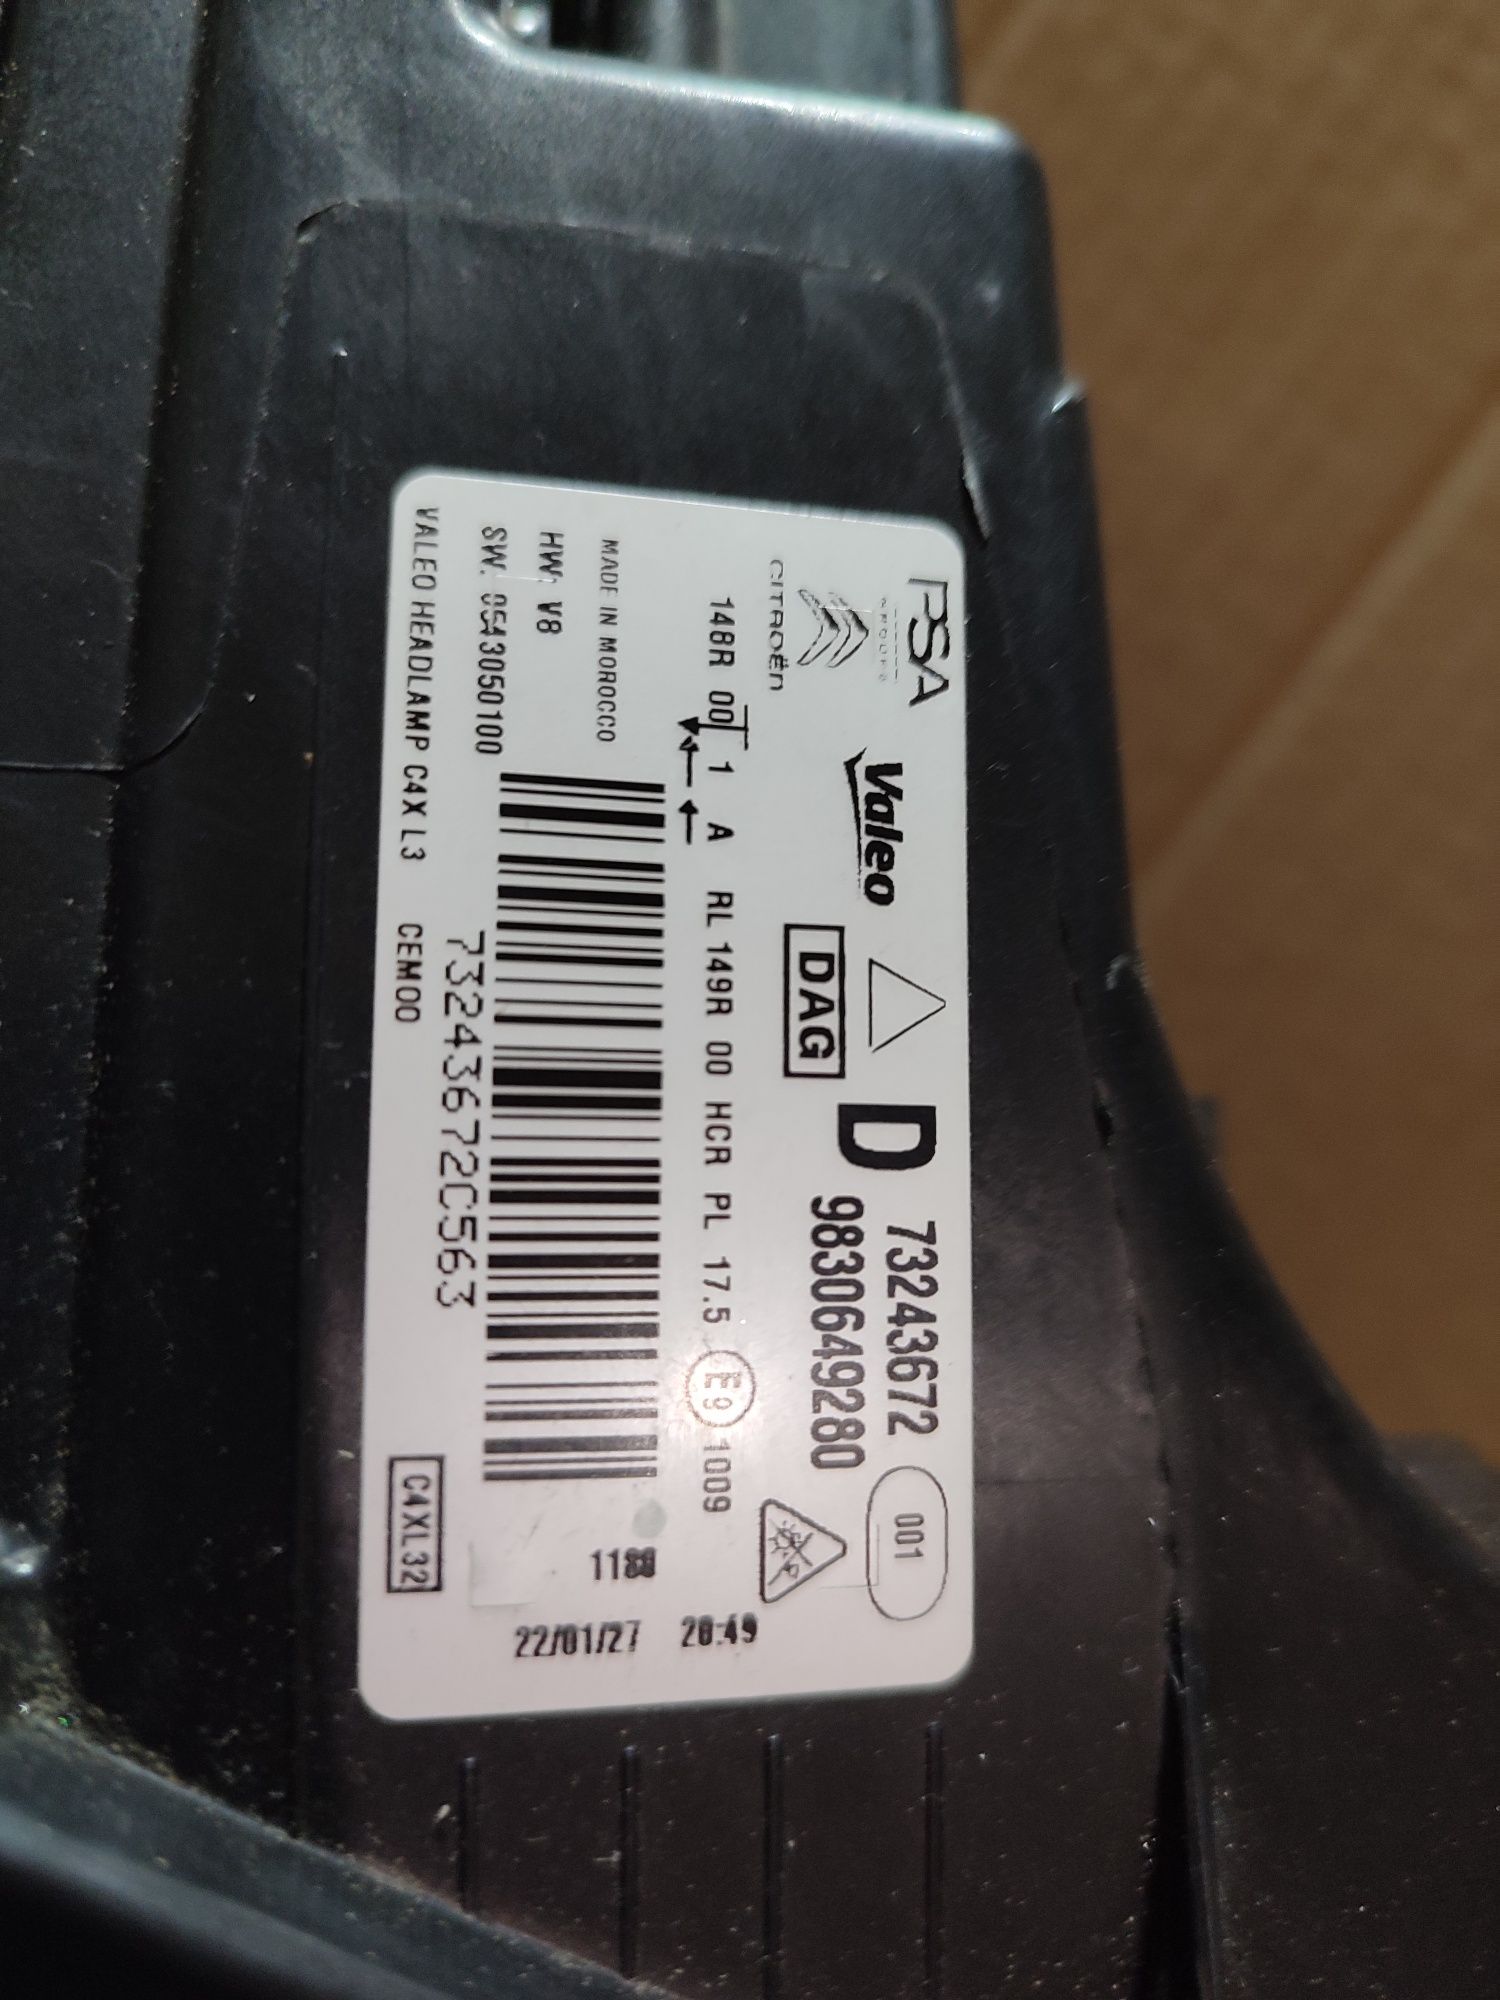 PSA
GROUPE
CITROËN
Valeo
D 73243672
DAG
9830649280
001
148R 00 1 A RL 149R 00 HCR PL 17.5 E9 1009
MADE IN MOROCCO
HW: V8
SW. 0543050100
73243672C563
22/01/27 20:49
VALEO HEADLAMP C4X L3 CEM00
C4XL32